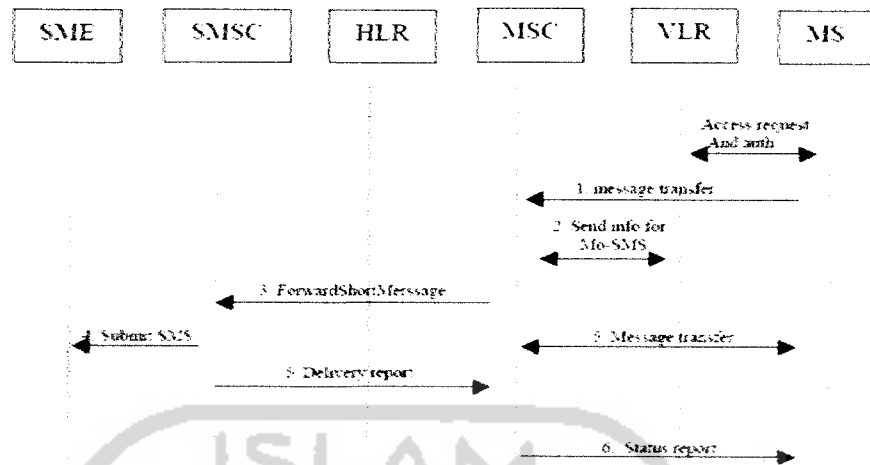 SME SMSC HLR MSC VLR MS
Access request
And auth
1. message transfer
2. Send info for
Mo-SMS
3. ForwardShortMerssage
4. Submit SMS
5. Message transfer
5. Delivery report
6. Status report
ISLAM